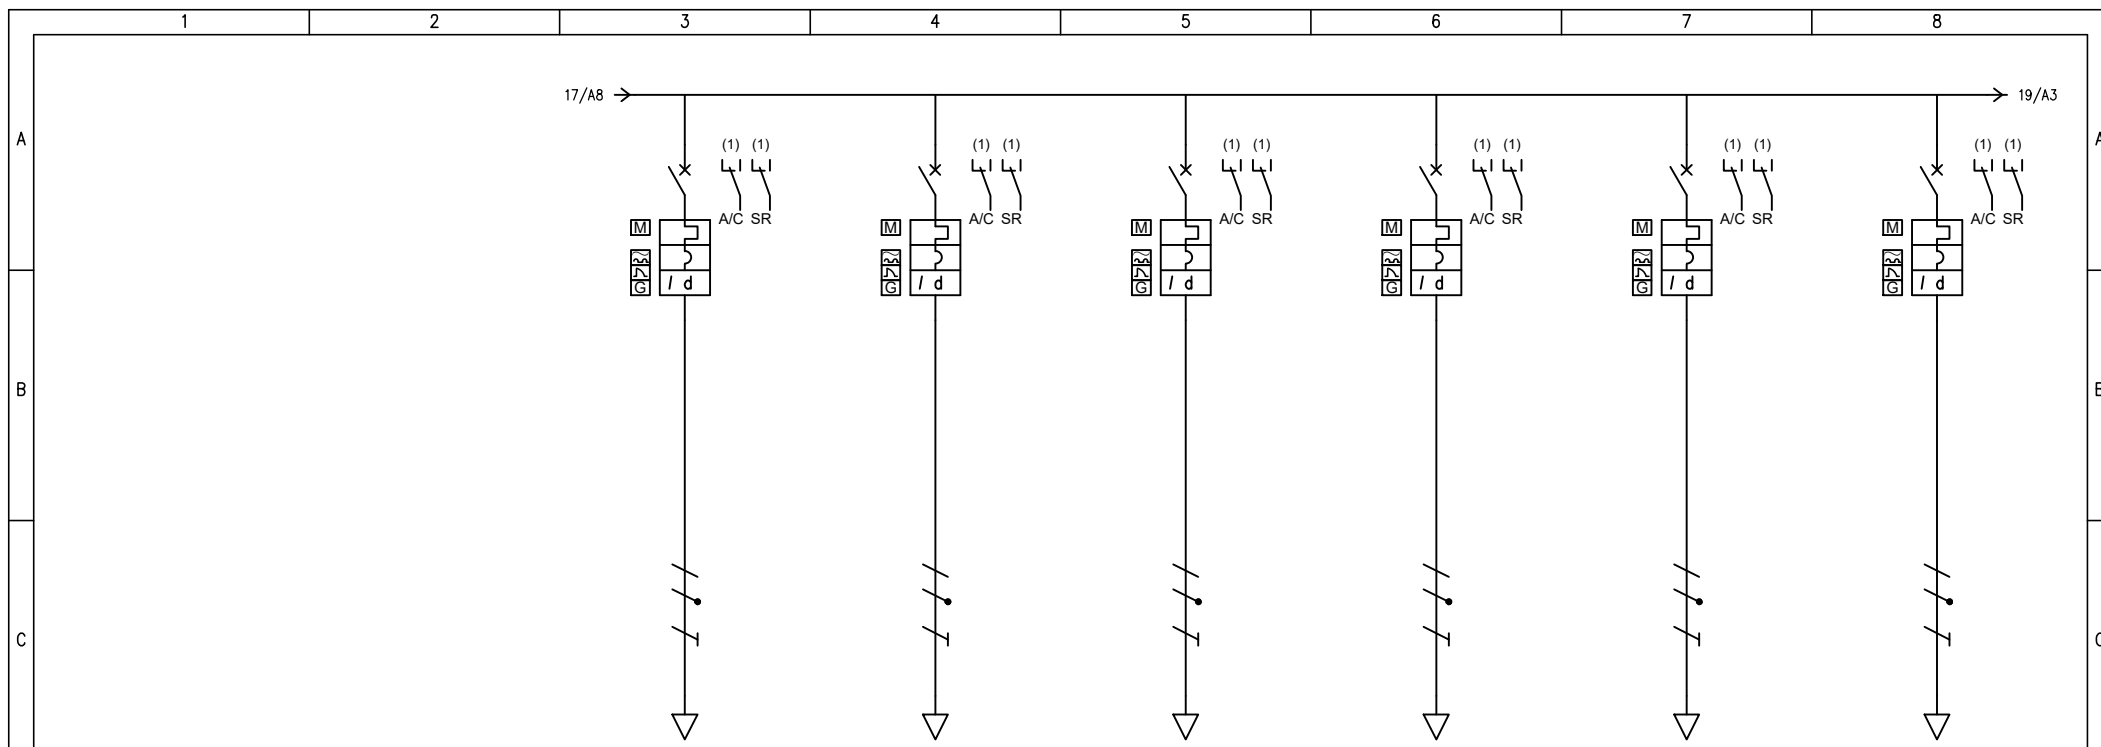 1 2 3 4 5 6 7 8
17/A8 19/A3
A A
(1) (1) (1) (1) (1) (1) (1) (1) (1) (1) (1) (1)
A/C SR A/C SR A/C SR A/C SR A/C SR A/C SR
M M M M M M
G I d G I d G I d G I d G I d G I d
B
C